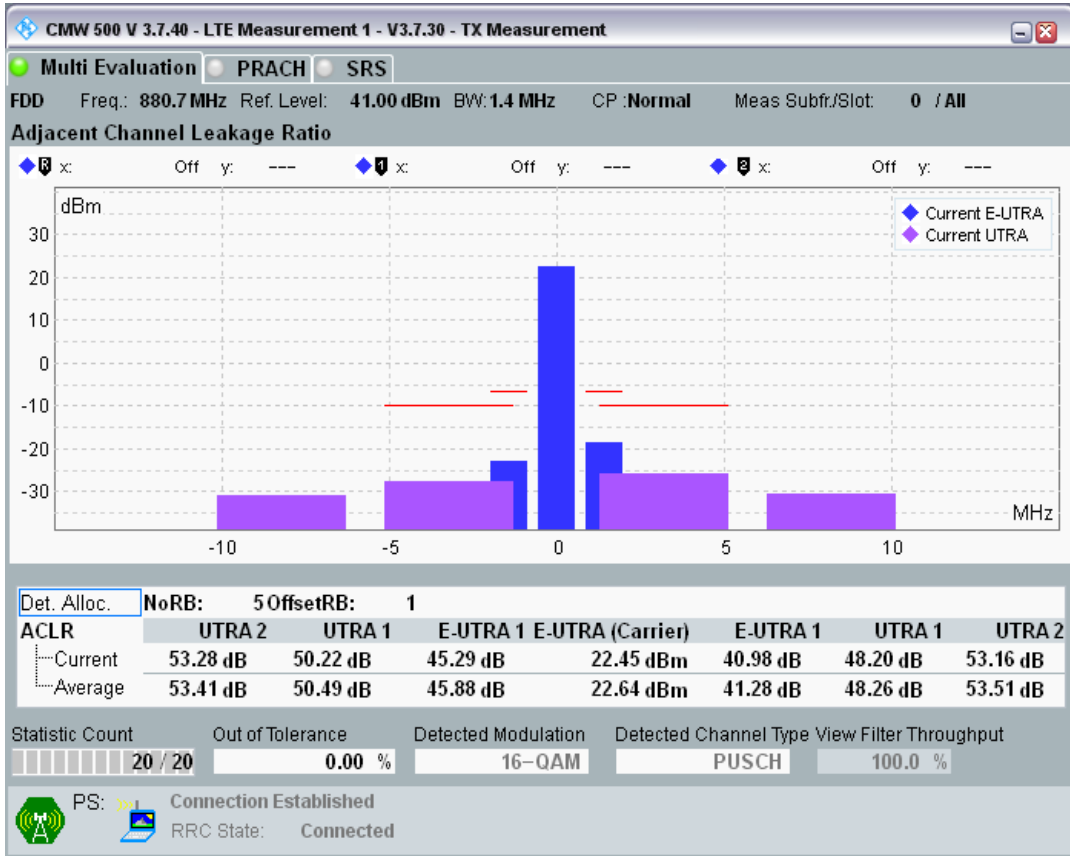 CMW 500 V 3.7.40 - LTE Measurement 1 - V3.7.30 - TX Measurement
Multi Evaluation PRACH SRS
FDD Freq.: 880.7 MHz Ref. Level: 41.00 dBm BW: 1.4 MHz CP :Normal Meas Subfr./Slot: 0 / All
Adjacent Channel Leakage Ratio
R x: Off y: --- 1 x: Off y: --- 2 x: Off y: ---
dBm
Current E-UTRA
Current UTRA
30
20
10
0
-10
-20
-30
MHz
-10 -5 0 5 10
Det. Alloc. NoRB: 5 OffsetRB: 1
ACLR UTRA 2 UTRA 1 E-UTRA 1 E-UTRA (Carrier) E-UTRA 1 UTRA 1 UTRA 2
Current 53.28 dB 50.22 dB 45.29 dB 22.45 dBm 40.98 dB 48.20 dB 53.16 dB
Average 53.41 dB 50.49 dB 45.88 dB 22.64 dBm 41.28 dB 48.26 dB 53.51 dB
Statistic Count Out of Tolerance Detected Modulation Detected Channel Type View Filter Throughput
20 / 20 0.00 % 16-QAM PUSCH 100.0 %
PS: Connection Established
RRC State: Connected